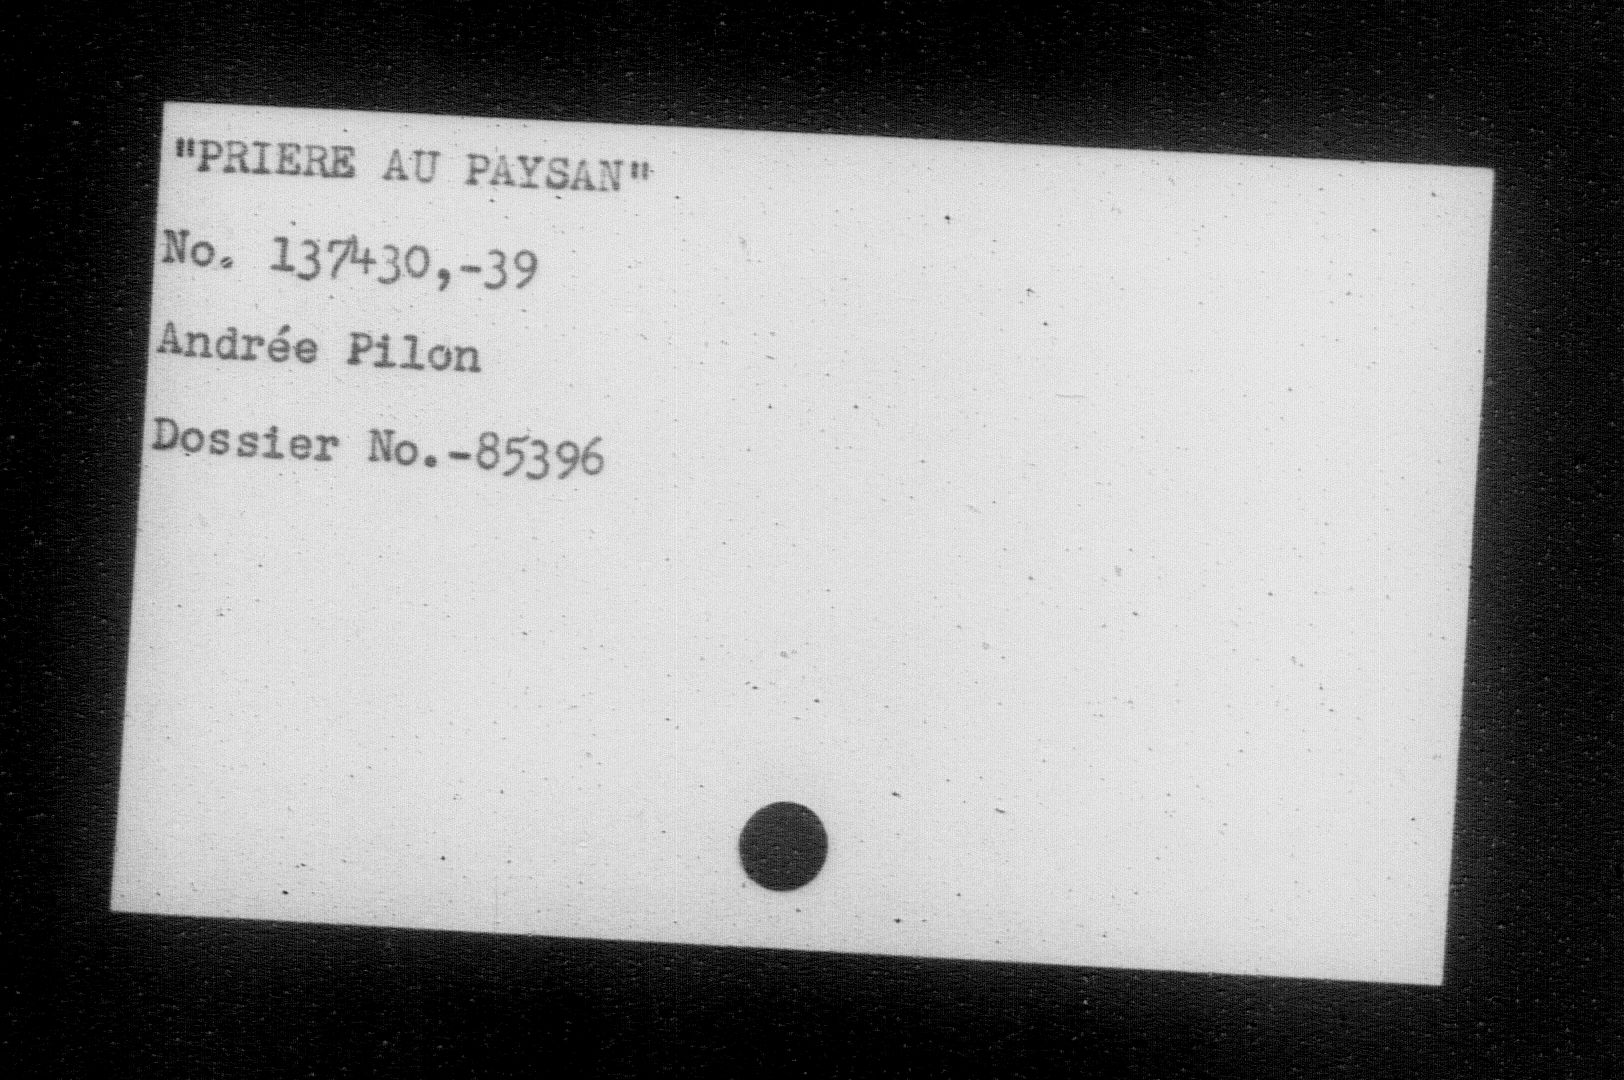 "PRIERE AU PAYSAN"
No. 137430,-39
Andrée Pilon
Dossier No.-85396